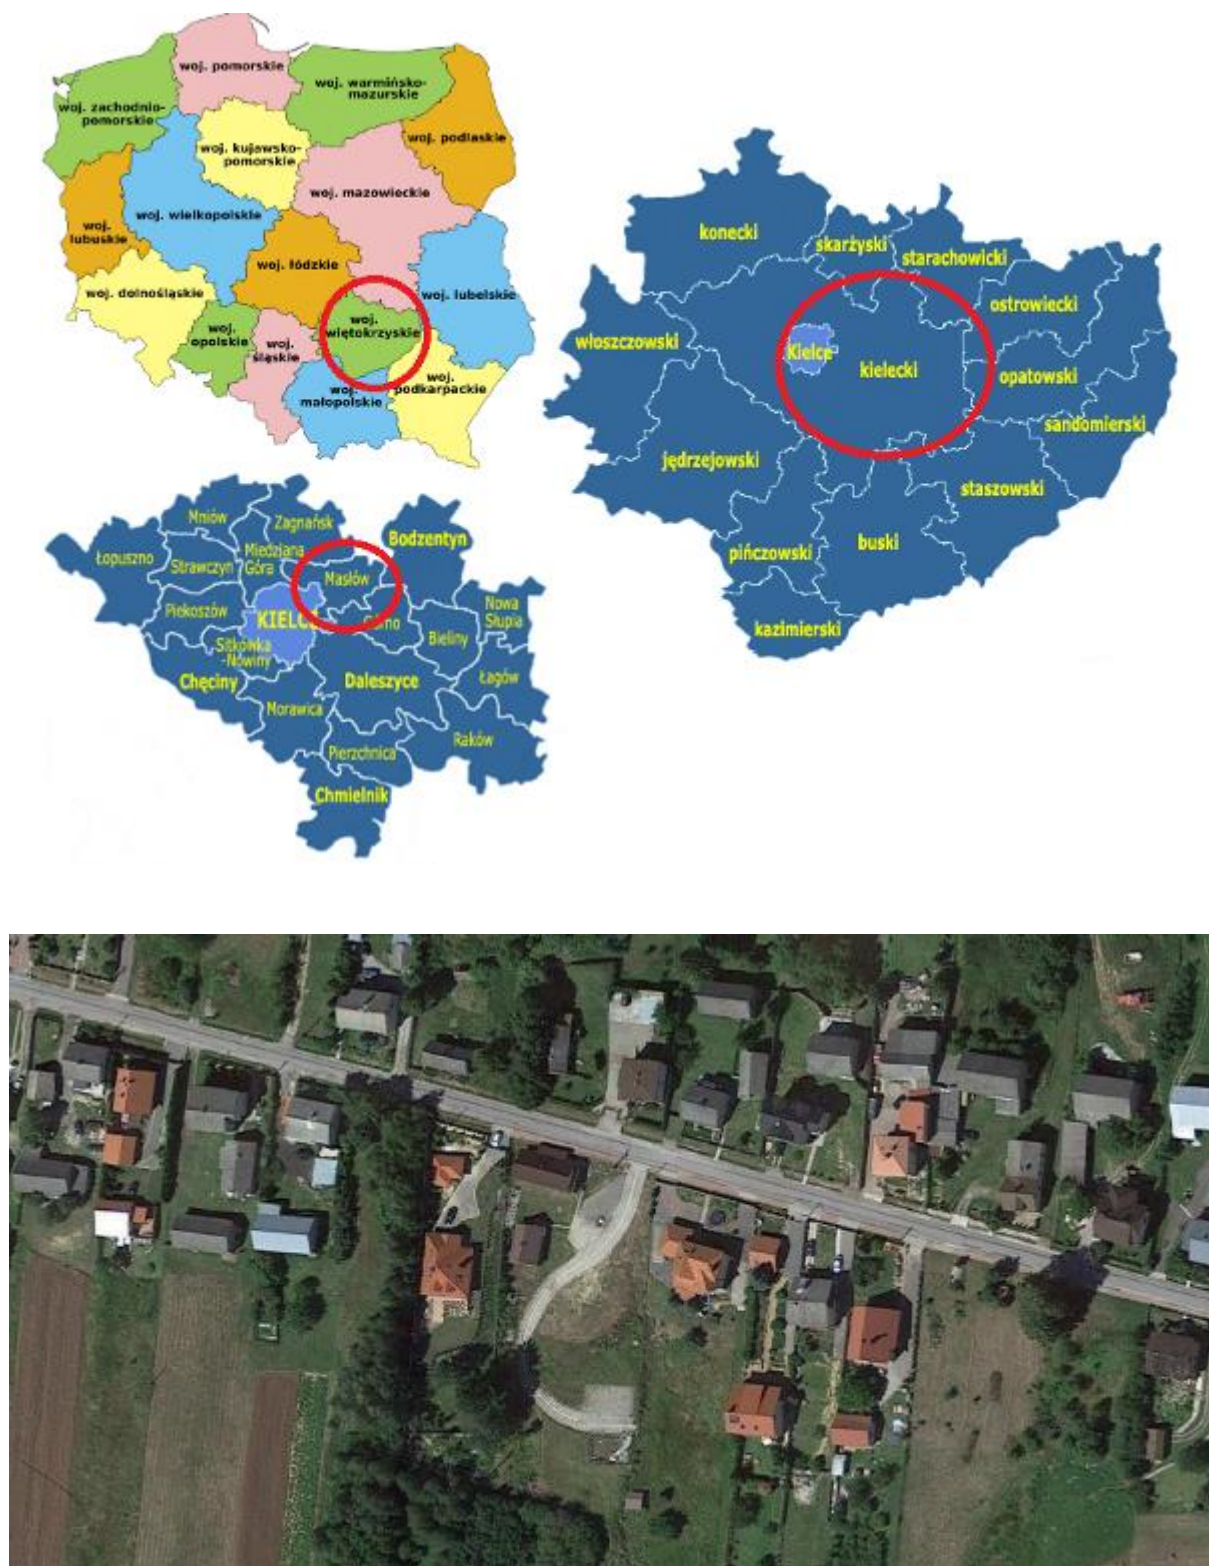 woj. pomorskie
woj. warmińsko-
mazurskie
woj. zachodnio-
pomorskie
woj. podlaskie
woj. kujawsko-
pomorskie
woj. mazowieckie
woj. wielkopolskie
woj.
lubuskie
woj. łódzkie
woj. dolnośląskie
woj. lubelskie
woj.
więtokrzyskie
woj.
opolskie
woj.
śląskie
woj.
małopolskie
woj.
podkarpackie
konecki
skarżyski
starachowicki
ostrowiecki
włoszczowski
Kielce
kielecki
opatowski
sandomierski
jędrzejowski
staszowski
pińczowski
buski
kazimierski
Mniów
Zagnańsk
Bodzentyn
Łopuszno
Strawczyn
Miedziana
Góra
Masłów
Piekoszów
KIELCE
Nowa
Słupia
Bieliny
Sitkówka
-Nowiny
Chęciny
Daleszyce
Łagów
Morawica
Pierzchnica
Raków
Chmielnik